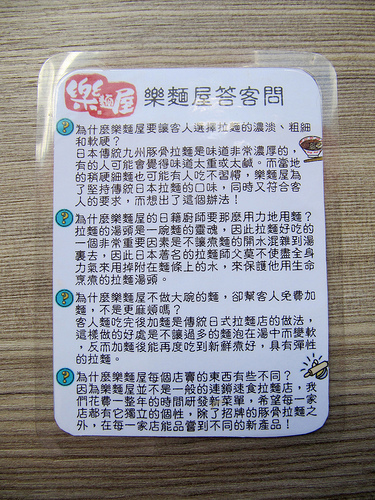 樂麵屋 樂麵屋答客問
為什麼樂麵屋要讓客人選擇拉麵的濃淡、粗細
和軟硬？
日本傳統九州豚骨拉麵是味道非常濃厚的，
有的人可能會覺得味道太重或太鹹。而當地
的稍硬細麵也可能有人吃不習慣，樂麵屋為
了堅持傳統日本拉麵的口味，同時又符合客
人的要求，而想出了這個辦法！
為什麼樂麵屋的日籍廚師要那麼用力地甩麵？
拉麵的湯頭是一碗麵的靈魂，因此拉麵好吃的
一個非常重要因素是不讓煮麵的開水混雜到湯
裏去，因此日本著名的拉麵師父莫不使盡全身
力氣來甩掉附在麵條上的水，來保護他用生命
烹煮的拉麵湯頭。
為什麼樂麵屋不做大碗的麵，卻幫客人免費加
麵，不是更麻煩嗎？
客人麵吃完後加麵是傳統日式拉麵店的做法，
這樣做的好處是不讓過多的麵泡在湯中而變軟
，反而加麵後能再度吃到新鮮煮好，具有彈性
的拉麵。
為什麼樂麵屋每個店賣的東西有些不同？
因為樂麵屋並不是一般的連鎖速食拉麵店，我
們花費一整年的時間研發新菜單，希望每一家
店都有它獨立的個性，除了招牌的豚骨拉麵之
外，在每一家店能品嘗到不同的新產品！